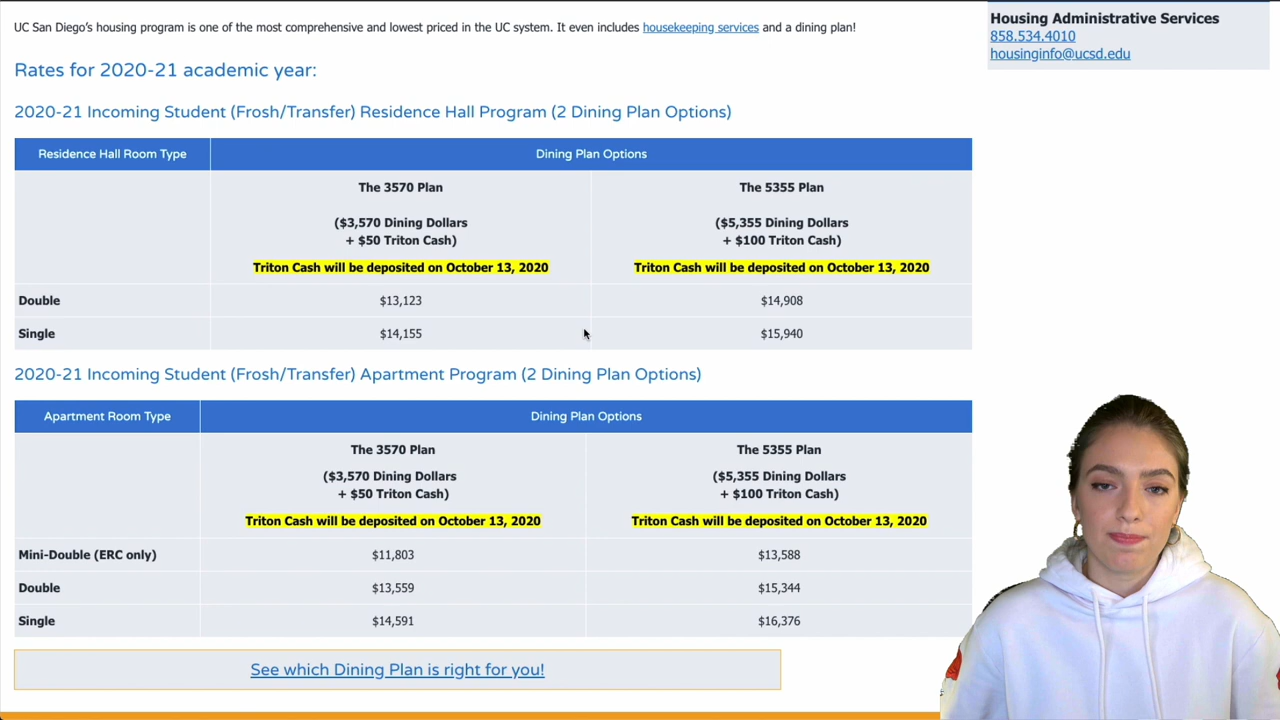 UC San Diego’s housing program is one of the most comprehensive and lowest priced in the UC system. It even includes housekeeping services and a dining plan!
Housing Administrative Services
858.534.4010
housinginfo@ucsd.edu
Rates for 2020-21 academic year:
2020-21 Incoming Student (Frosh/Transfer) Residence Hall Program (2 Dining Plan Options)
Residence Hall Room Type Dining Plan Options
The 3570 Plan The 5355 Plan
($3,570 Dining Dollars ($5,355 Dining Dollars
+ $50 Triton Cash) + $100 Triton Cash)
Triton Cash will be deposited on October 13, 2020 Triton Cash will be deposited on October 13, 2020
Double $13,123 $14,908
Single $14,155 $15,940
2020-21 Incoming Student (Frosh/Transfer) Apartment Program (2 Dining Plan Options)
Apartment Room Type Dining Plan Options
The 3570 Plan The 5355 Plan
($3,570 Dining Dollars ($5,355 Dining Dollars
+ $50 Triton Cash) + $100 Triton Cash)
Triton Cash will be deposited on October 13, 2020 Triton Cash will be deposited on October 13, 2020
Mini-Double (ERC only) $11,803 $13,588
Double $13,559 $15,344
Single $14,591 $16,376
See which Dining Plan is right for you!